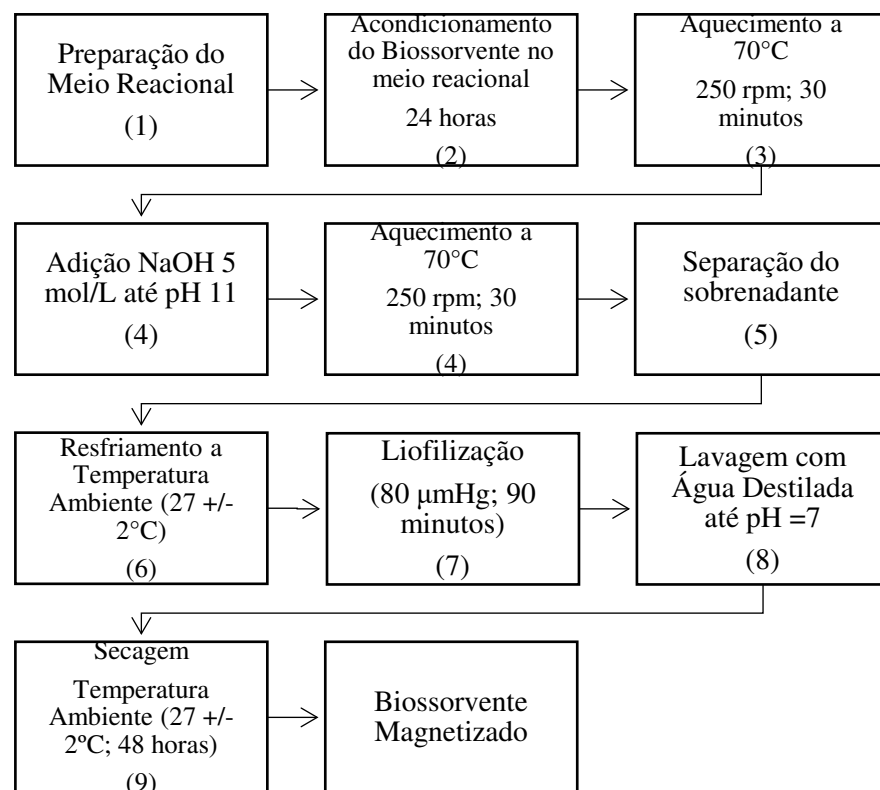 Preparação do
Meio Reacional
(1)
Acondicionamento
do Biossorvente no
meio reacional
24 horas
(2)
Aquecimento a
70°C
250 rpm; 30
minutos
(3)
Adição NaOH 5
mol/L até pH 11
(4)
Aquecimento a
70°C
250 rpm; 30
minutos
(4)
Separação do
sobrenadante
(5)
Resfriamento a
Temperatura
Ambiente (27 +/-
2°C)
(6)
Liofilização
(80 µmHg; 90
minutos)
(7)
Lavagem com
Água Destilada
até pH =7
(8)
Secagem
Temperatura
Ambiente (27 +/-
2ºC; 48 horas)
(9)
Biossorvente
Magnetizado